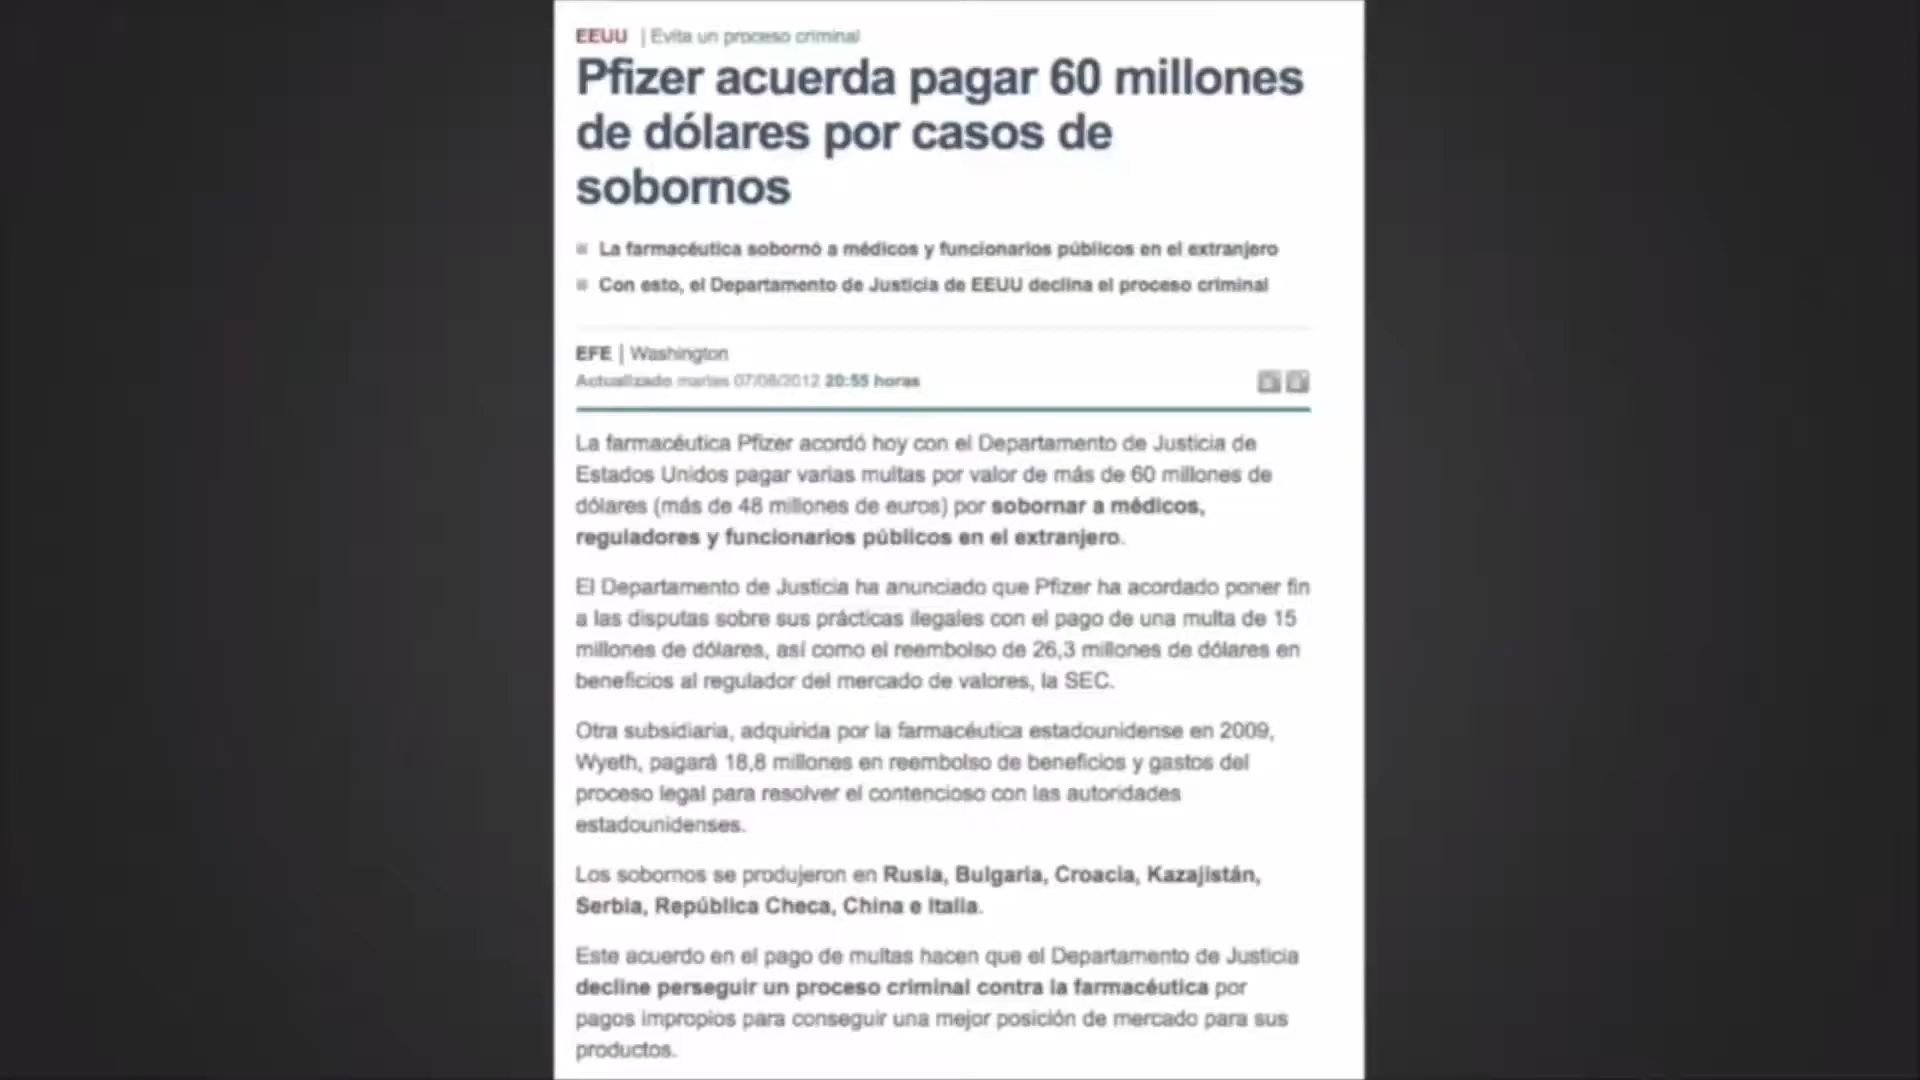 EEUU | Evita un proceso criminal
Pfizer acuerda pagar 60 millones
de dólares por casos de
sobornos
La farmacéutica sobornó a médicos y funcionarios públicos en el extranjero
Con esto, el Departamento de Justicia de EEUU declina el proceso criminal
EFE | Washington
Actualizado martes 07/08/2012 20:55 horas
La farmacéutica Pfizer acordó hoy con el Departamento de Justicia de
Estados Unidos pagar varias multas por valor de más de 60 millones de
dólares (más de 48 millones de euros) por sobornar a médicos,
reguladores y funcionarios públicos en el extranjero.
El Departamento de Justicia ha anunciado que Pfizer ha acordado poner fin
a las disputas sobre sus prácticas ilegales con el pago de una multa de 15
millones de dólares, así como el reembolso de 26,3 millones de dólares en
beneficios al regulador del mercado de valores, la SEC.
Otra subsidiaria, adquirida por la farmacéutica estadounidense en 2009,
Wyeth, pagará 18,8 millones en reembolso de beneficios y gastos del
proceso legal para resolver el contencioso con las autoridades
estadounidenses.
Los sobornos se produjeron en Rusia, Bulgaria, Croacia, Kazajistán,
Serbia, República Checa, China e Italia.
Este acuerdo en el pago de multas hacen que el Departamento de Justicia
decline perseguir un proceso criminal contra la farmacéutica por
pagos impropios para conseguir una mejor posición de mercado para sus
productos.